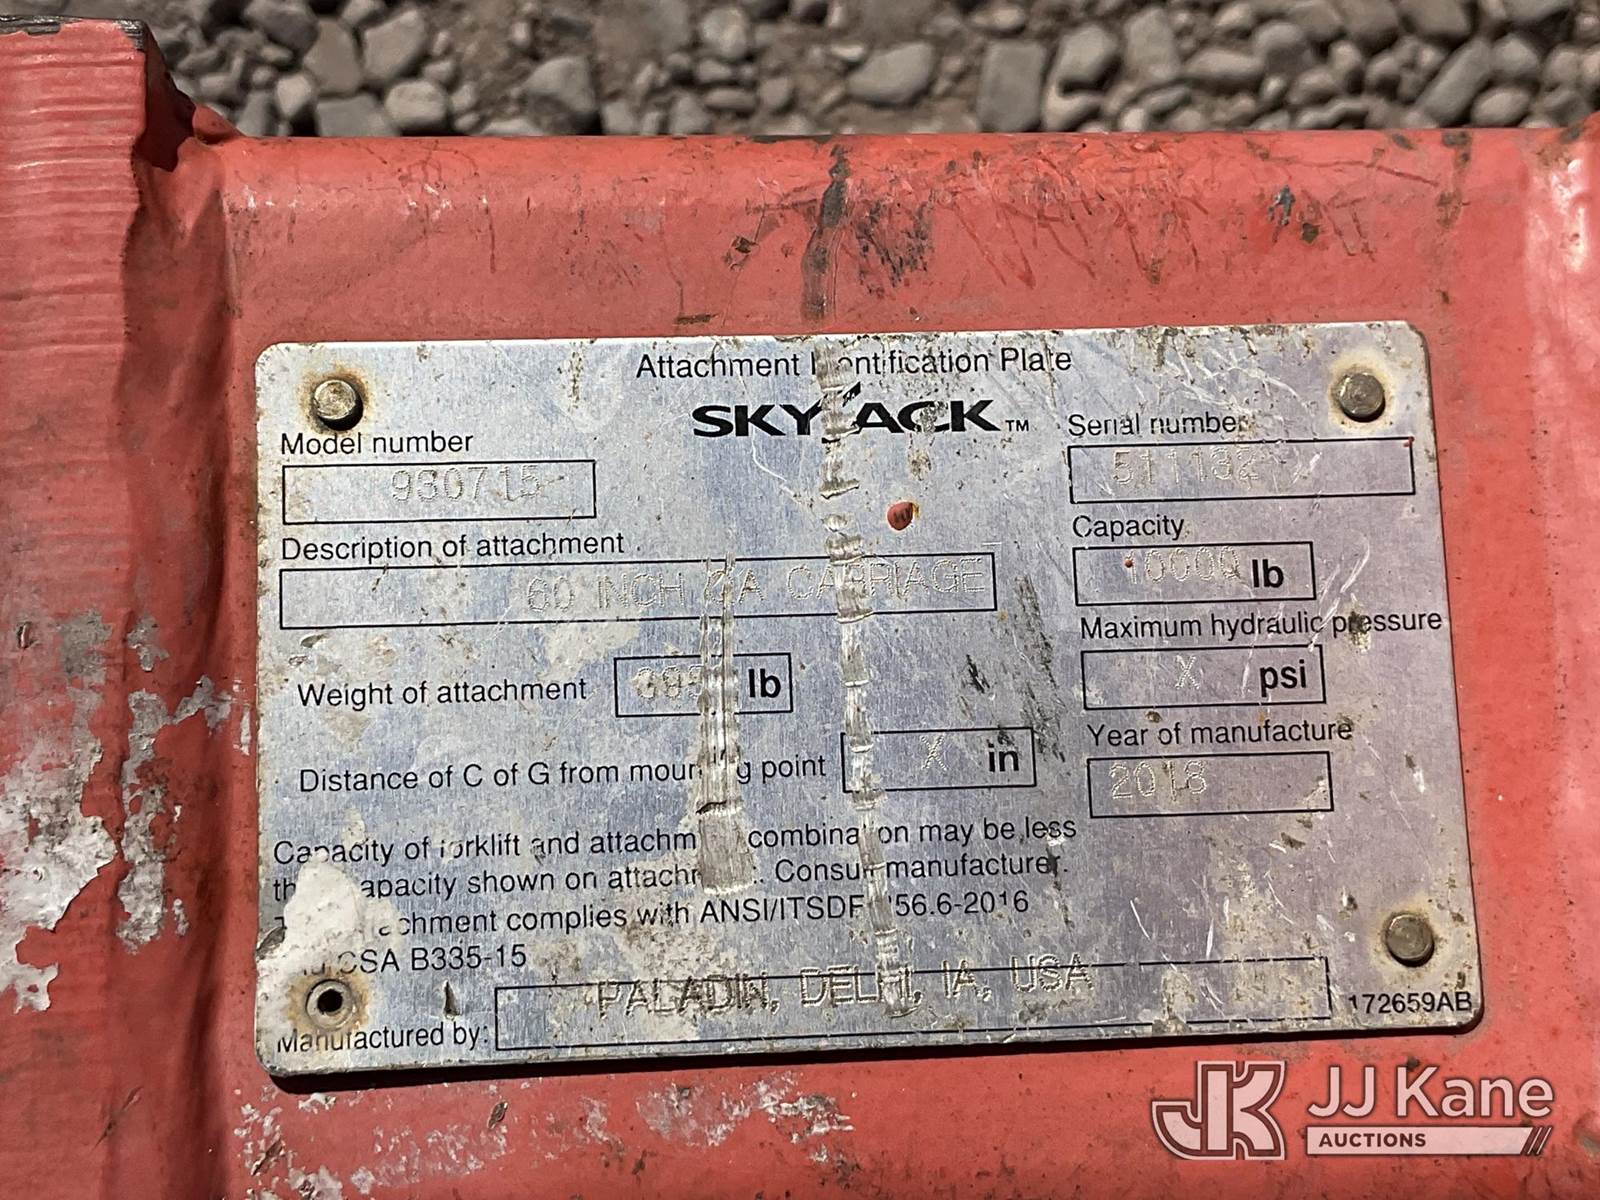 Attachment Identification Plate
SKYJACK™
Model number
980715
Serial number
511132
Description of attachment
60 INCH CARRIAGE
Capacity
10000 lb
Maximum hydraulic pressure
X psi
Weight of attachment lb
Distance of C of G from mounting point X in
Year of manufacture
2018
Capacity of forklift and attachment combination may be less
than capacity shown on attachment. Consult manufacturer.
attachment complies with ANSI/ITSDF B56.6-2016
and CSA B335-15
Manufactured by: PALADIN, DELHI, IA, USA
172659AB
JK JJ Kane
AUCTIONS